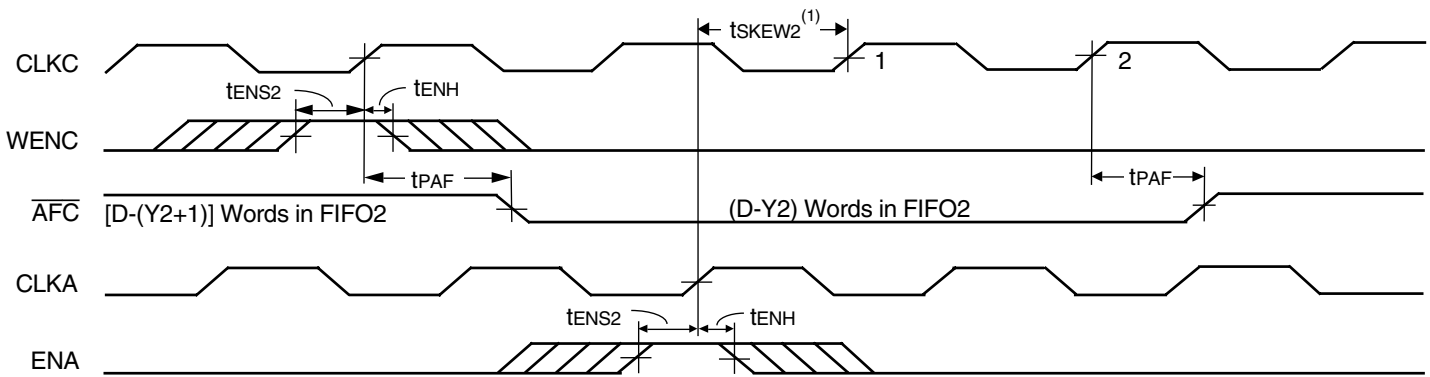 tSKEW2(1)
CLKC
1
2
tENS2
tENH
WENC
tPAF
tPAF
AFC
[D-(Y2+1)] Words in FIFO2
(D-Y2) Words in FIFO2
CLKA
tENS2
tENH
ENA